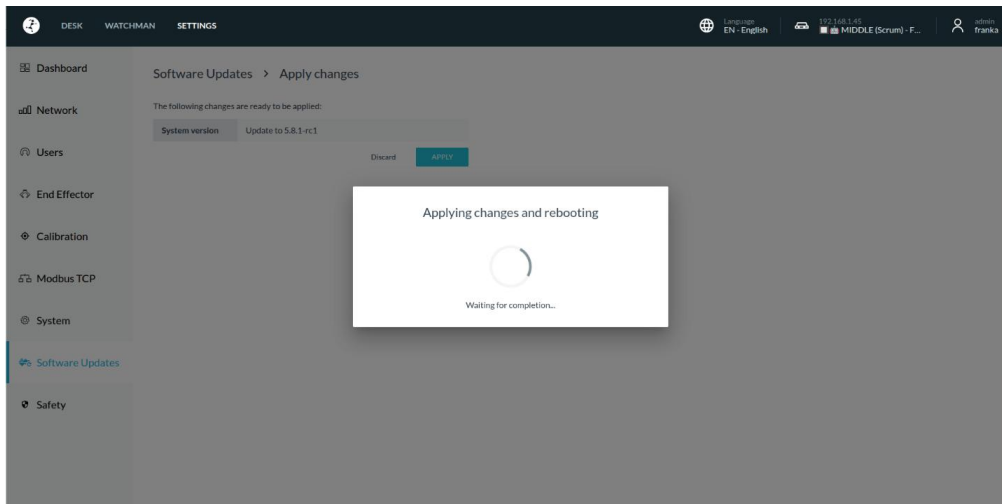 DESK WATCHMAN SETTINGS
Language
EN - English
192.168.1.45
MIDDLE (Scrum) - F...
admin
franka
Dashboard
Software Updates > Apply changes
Network
The following changes are ready to be applied:
System version Update to 5.8.1-rc1
Users
Discard APPLY
End Effector
Applying changes and rebooting
Calibration
Modbus TCP
Waiting for completion...
System
Software Updates
Safety